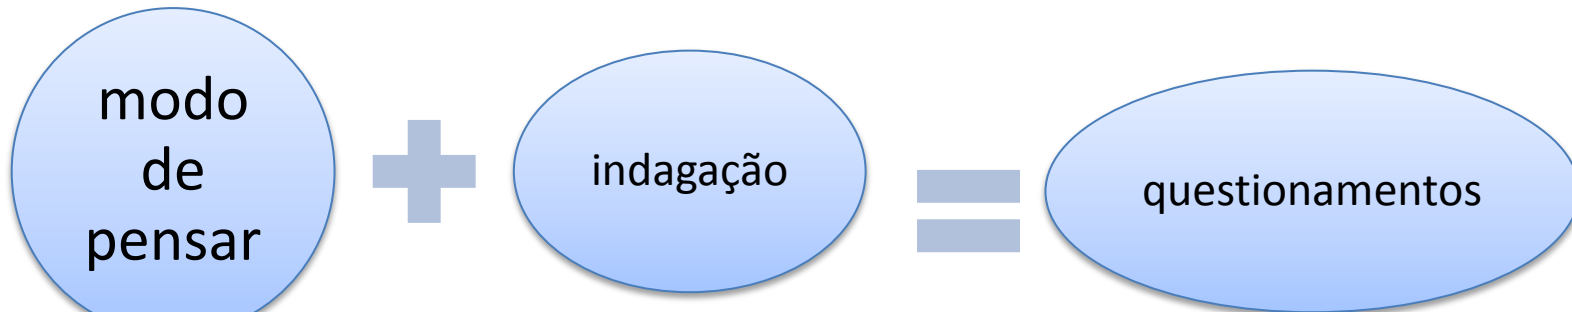 modo
de
pensar
indagação
questionamentos